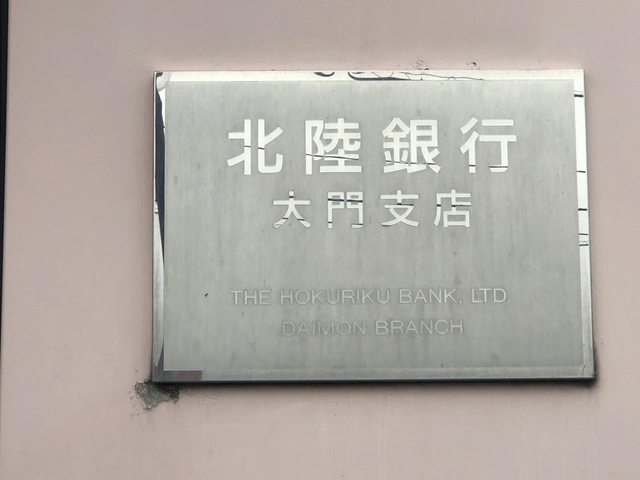 北陸銀行
大門支店
THE HOKURIKU BANK, LTD.
DAIMON BRANCH